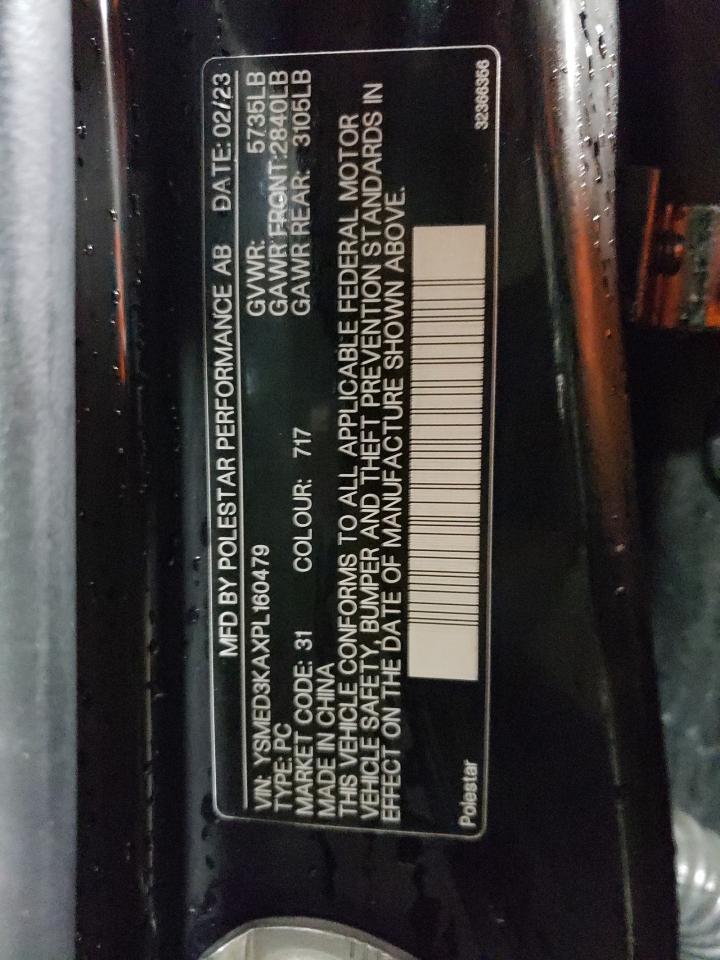 MFD BY POLESTAR PERFORMANCE AB DATE: 02/23
VIN: YSMED3KAXPL160479 GVWR: 5735LB
TYPE: PC GAWR FRONT: 2840LB
MARKET CODE: 31 COLOUR: 717 GAWR REAR: 3105LB
MADE IN CHINA
THIS VEHICLE CONFORMS TO ALL APPLICABLE FEDERAL MOTOR
VEHICLE SAFETY, BUMPER AND THEFT PREVENTION STANDARDS IN
EFFECT ON THE DATE OF MANUFACTURE SHOWN ABOVE.
Polestar 32366356